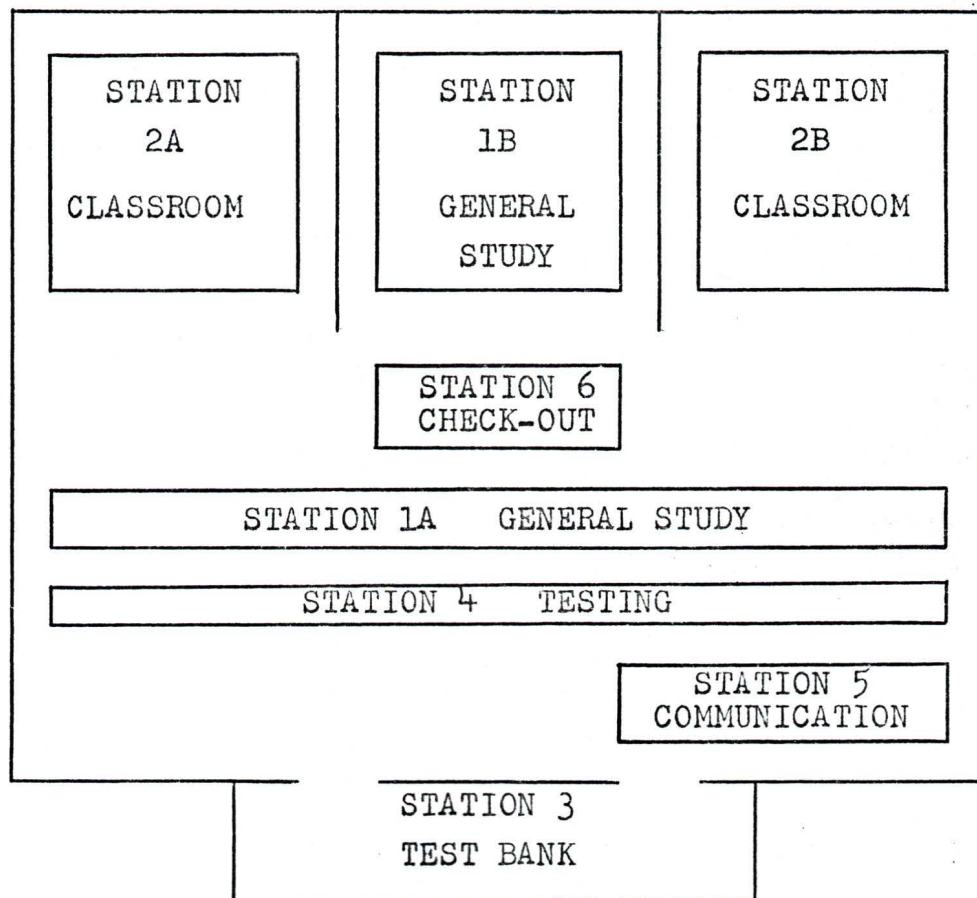 STATION
2A
CLASSROOM
STATION
1B
GENERAL
STUDY
STATION
2B
CLASSROOM
STATION 6
CHECK-OUT
STATION 1A GENERAL STUDY
STATION 4 TESTING
STATION 5
COMMUNICATION
STATION 3
TEST BANK